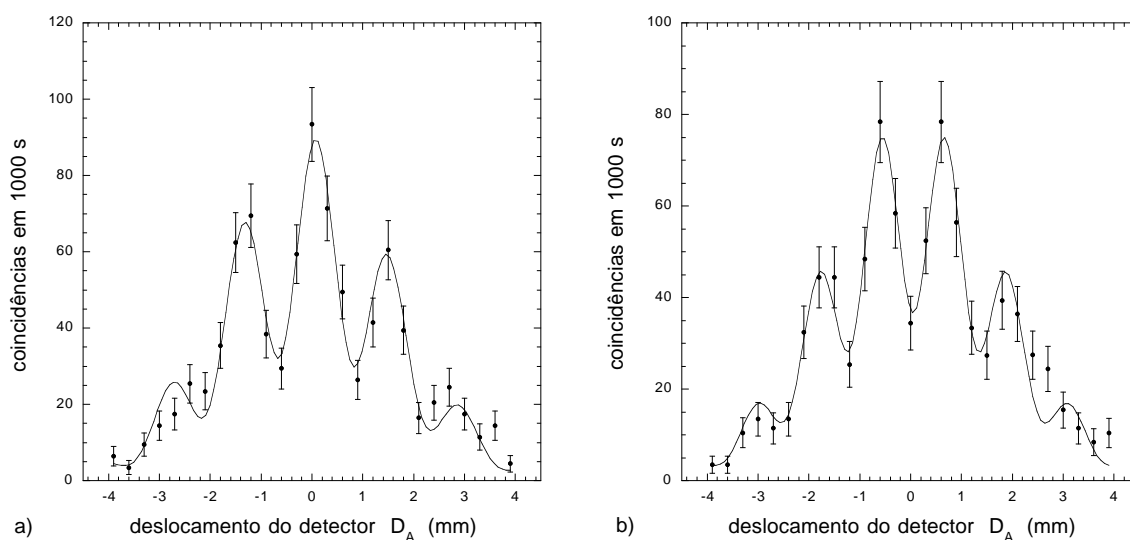 120
100
80
60
40
20
0
coincidências em 1000 s
-4 -3 -2 -1 0 1 2 3 4
a) deslocamento do detector D_A (mm)
100
80
60
40
20
0
coincidências em 1000 s
-4 -3 -2 -1 0 1 2 3 4
b) deslocamento do detector D_A (mm)